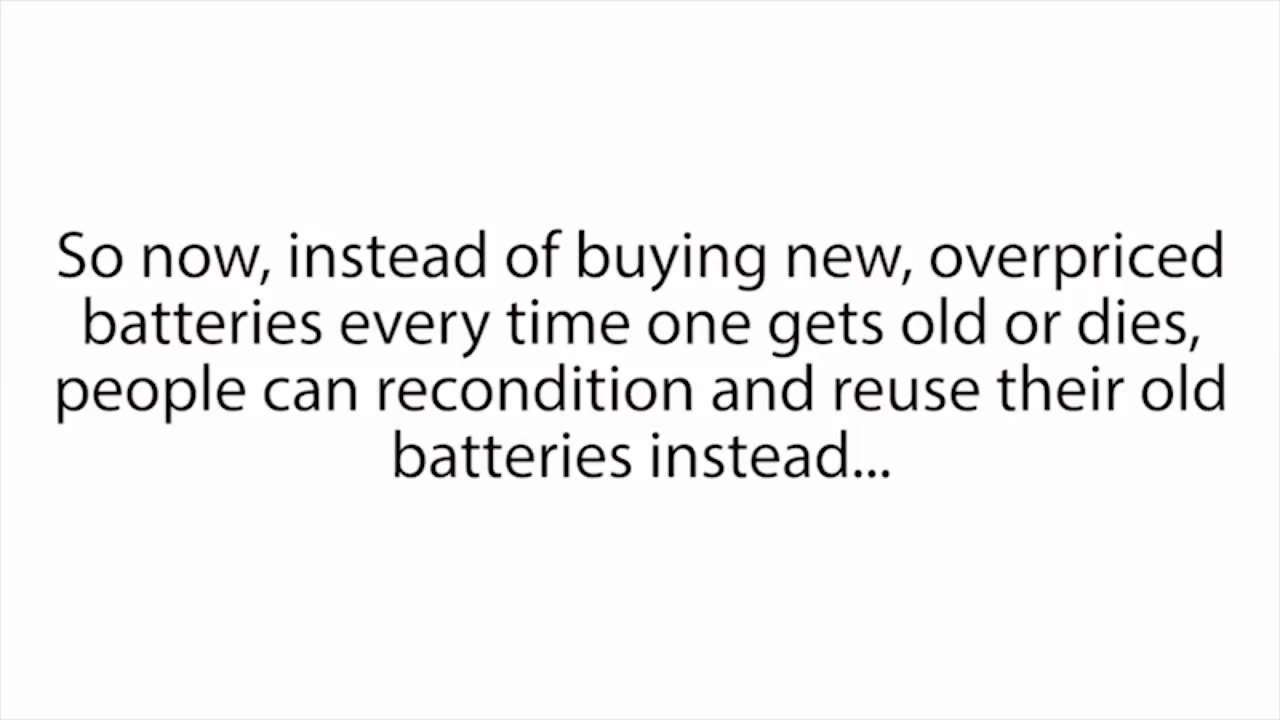 So now, instead of buying new, overpriced
batteries every time one gets old or dies,
people can recondition and reuse their old
batteries instead...